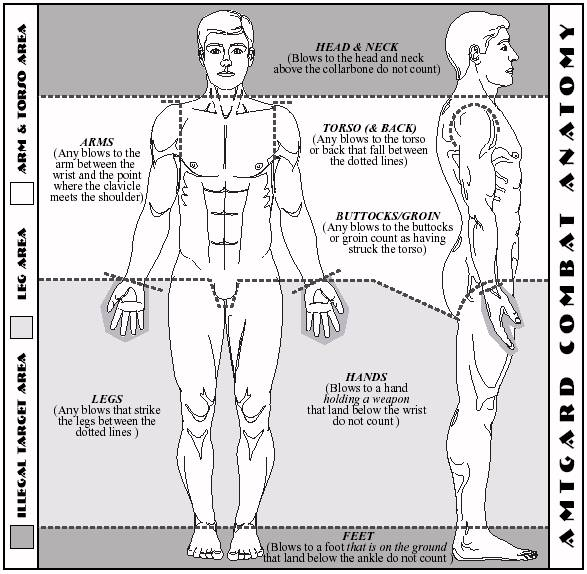 HEAD & NECK
(Blows to the head and neck
above the collarbone do not count)
ARMS
(Any blows to the
arm between the
wrist and the point
where the clavicle
meets the shoulder)
TORSO (& BACK)
(Any blows to the torso
or back that fall between
the dotted lines)
BUTTOCKS/GROIN
(Any blows to the buttocks
or groin count as having
struck the torso)
LEGS
(Any blows that strike
the legs between the
dotted lines )
HANDS
(Blows to a hand
holding a weapon
that land below the wrist
do not count )
FEET
(Blows to a foot that is on the ground
that land below the ankle do not count )
ARM & TORSO AREA
LEG AREA
ILLEGAL TARGET AREA
AMTGARD COMBAT ANATOMY